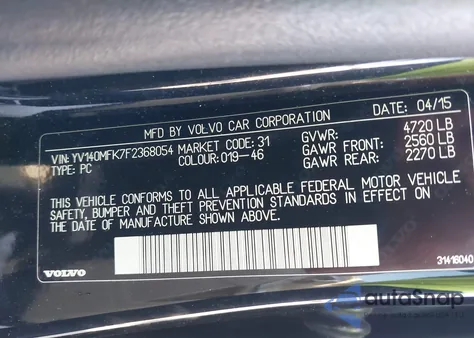 MFD BY VOLVO CAR CORPORATION DATE 04/15
VIN: YV140MFK7F2368054 MARKET CODE: 31 GVWR: 4720 LB
TYPE: PC COLOUR: 019-46 GAWR FRONT: 2560 LB
GAWR REAR: 2270 LB
THIS VEHICLE CONFORMS TO ALL APPLICABLE FEDERAL MOTOR VEHICLE
SAFETY, BUMPER AND THEFT PREVENTION STANDARDS IN EFFECT ON
THE DATE OF MANUFACTURE SHOWN ABOVE.
VOLVO 31416040
autoSnap